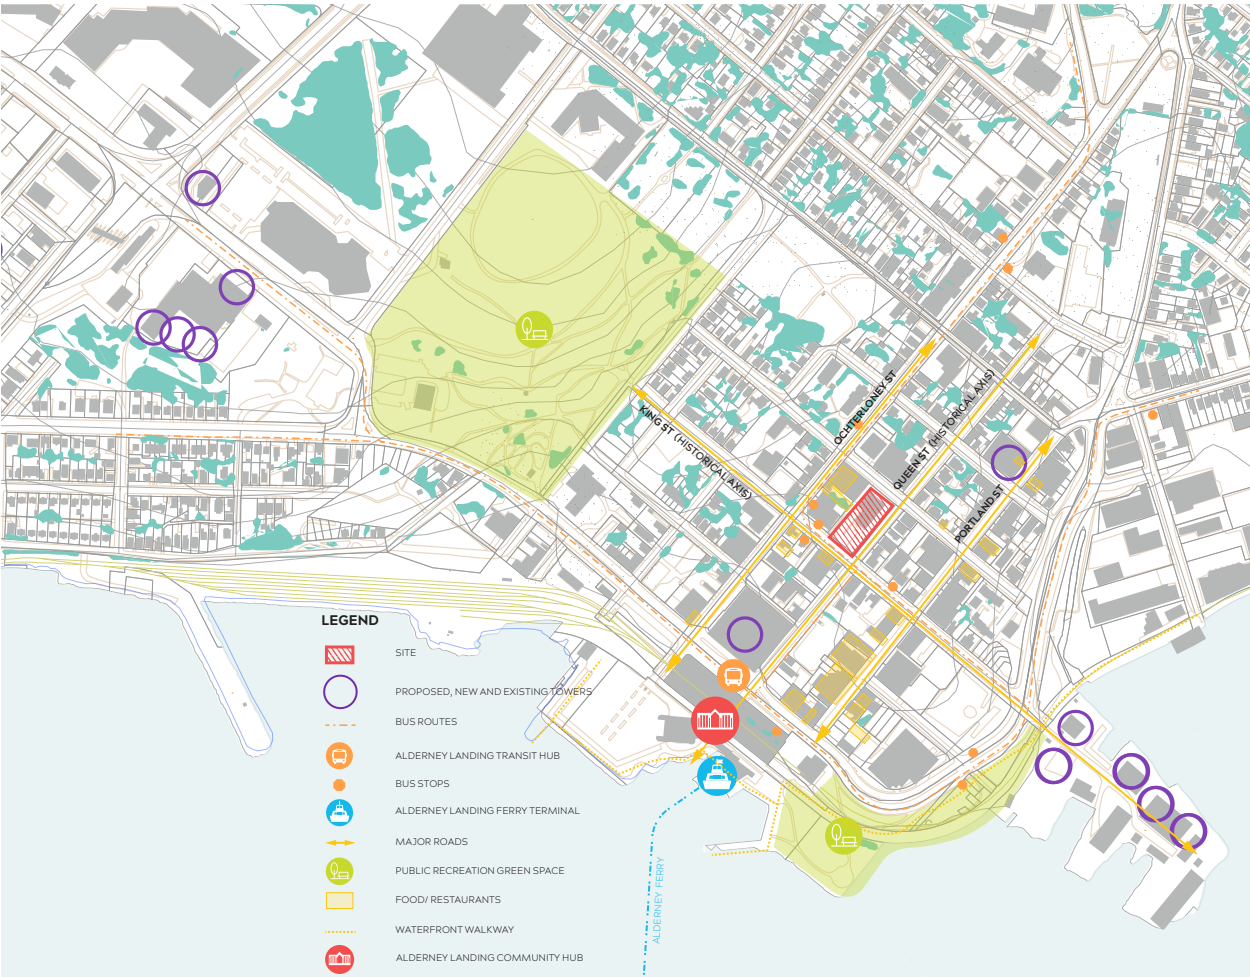 OCHTERLONEY ST
QUEEN ST (HISTORICAL AXIS)
KING ST (HISTORICAL AXIS)
PORTLAND ST
LEGEND
SITE
PROPOSED, NEW AND EXISTING TOWERS
BUS ROUTES
ALDERNEY LANDING TRANSIT HUB
BUS STOPS
ALDERNEY LANDING FERRY TERMINAL
MAJOR ROADS
PUBLIC RECREATION GREEN SPACE
FOOD/ RESTAURANTS
WATERFRONT WALKWAY
ALDERNEY LANDING COMMUNITY HUB
ALDERNEY FERRY